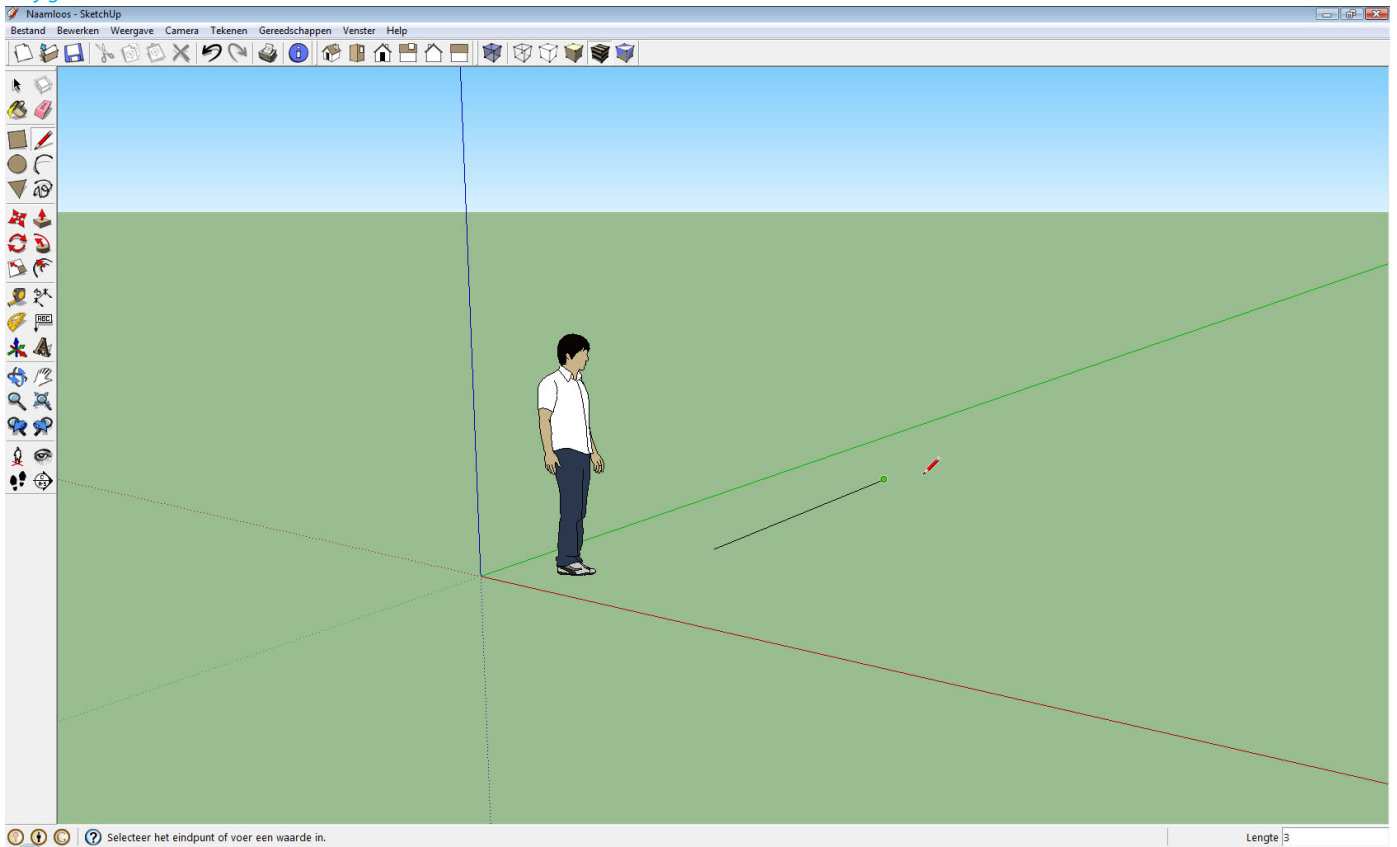 Naamloos - SketchUp
Bestand Bewerken Weergave Camera Tekenen Gereedschappen Venster Help
ABC
Selecteer het eindpunt of voer een waarde in.
Lengte 3